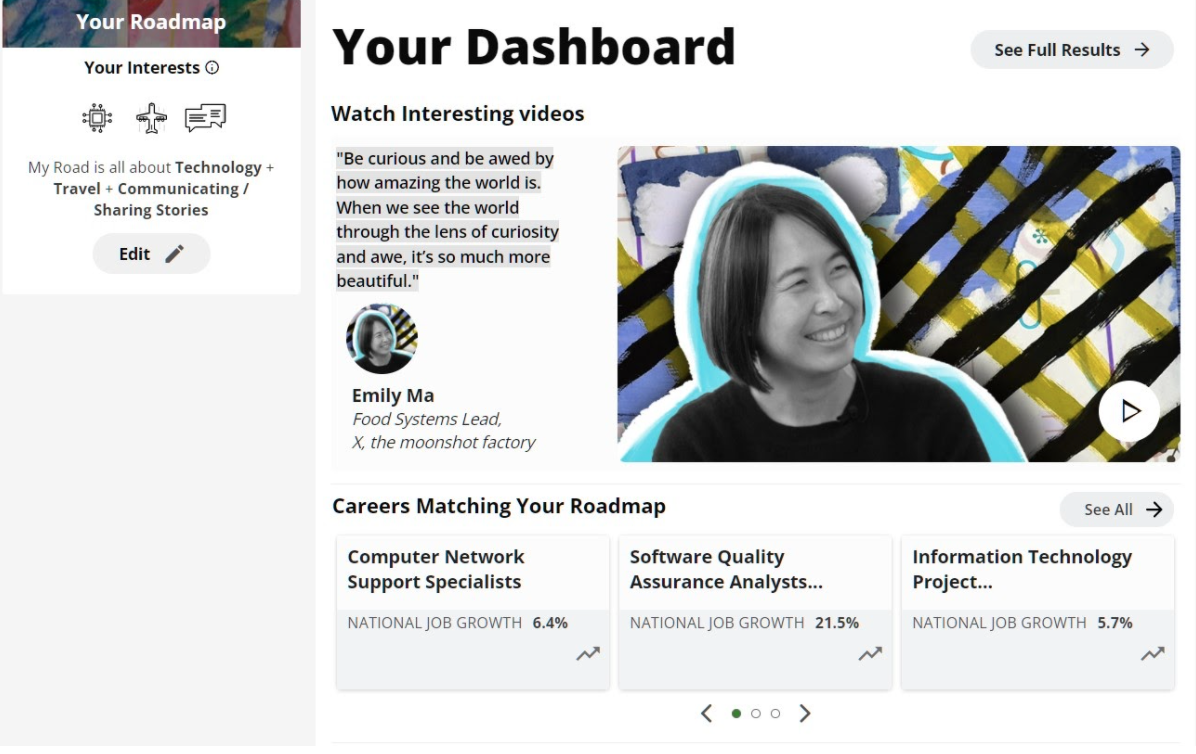 Your Roadmap
Your Interests
My Road is all about Technology +
Travel + Communicating /
Sharing Stories
Edit
Your Dashboard
See Full Results
Watch Interesting videos
"Be curious and be awed by
how amazing the world is.
When we see the world
through the lens of curiosity
and awe, it's so much more
beautiful."
Emily Ma
Food Systems Lead,
X, the moonshot factory
Careers Matching Your Roadmap
See All
Computer Network
Support Specialists
NATIONAL JOB GROWTH 6.4%
Software Quality
Assurance Analysts...
NATIONAL JOB GROWTH 21.5%
Information Technology
Project...
NATIONAL JOB GROWTH 5.7%